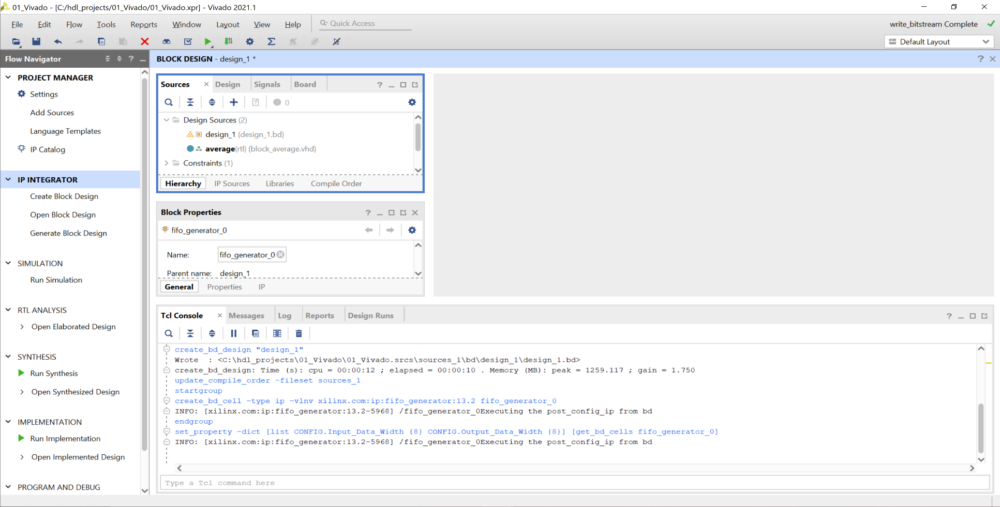 01_Vivado - [C:/hdl_projects/01_Vivado/01_Vivado.xpr] - Vivado 2021.1
File Edit Flow Tools Reports Window Layout View Help Quick Access
write_bitstream Complete
Default Layout
Flow Navigator
PROJECT MANAGER
Settings
Add Sources
Language Templates
IP Catalog
IP INTEGRATOR
Create Block Design
Open Block Design
Generate Block Design
SIMULATION
Run Simulation
RTL ANALYSIS
Open Elaborated Design
SYNTHESIS
Run Synthesis
Open Synthesized Design
IMPLEMENTATION
Run Implementation
Open Implemented Design
PROGRAM AND DEBUG
BLOCK DESIGN - design_1 *
Sources Design Signals Board
0
Design Sources (2)
design_1 (design_1.bd)
average(rtl) (block_average.vhd)
Constraints (1)
Hierarchy IP Sources Libraries Compile Order
Block Properties
fifo_generator_0
Name: fifo_generator_0
Parent name: design_1
General Properties IP
Tcl Console Messages Log Reports Design Runs
create_bd_design "design_1"
Wrote  : <C:\hdl_projects\01_Vivado\01_Vivado.srcs\sources_1\bd\design_1\design_1.bd>
create_bd_design: Time (s): cpu = 00:00:12 ; elapsed = 00:00:10 . Memory (MB): peak = 1259.117 ; gain = 1.750
update_compile_order -fileset sources_1
startgroup
create_bd_cell -type ip -vlnv xilinx.com:ip:fifo_generator:13.2 fifo_generator_0
INFO: [xilinx.com:ip:fifo_generator:13.2-5968] /fifo_generator_0Executing the post_config_ip from bd
endgroup
set_property -dict [list CONFIG.Input_Data_Width {8} CONFIG.Output_Data_Width {8}] [get_bd_cells fifo_generator_0]
INFO: [xilinx.com:ip:fifo_generator:13.2-5968] /fifo_generator_0Executing the post_config_ip from bd
Type a Tcl command here